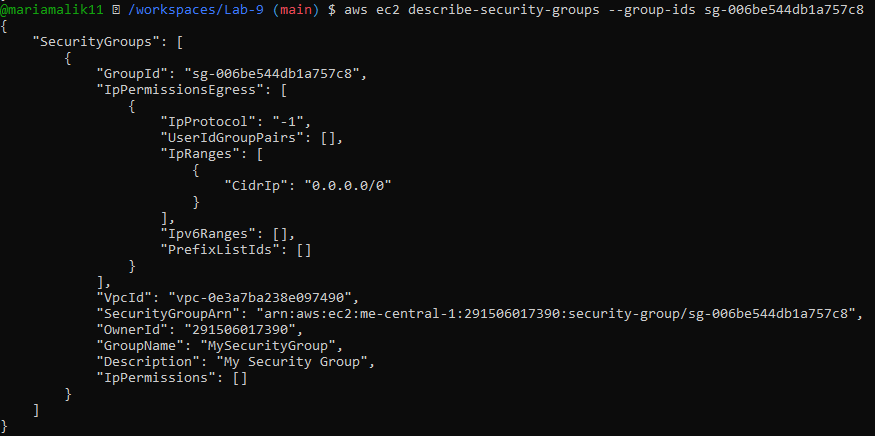 @mariamalik11 /workspaces/Lab-9 (main) $ aws ec2 describe-security-groups --group-ids sg-006be544db1a757c8
{
    "SecurityGroups": [
        {
            "GroupId": "sg-006be544db1a757c8",
            "IpPermissionsEgress": [
                {
                    "IpProtocol": "-1",
                    "UserIdGroupPairs": [],
                    "IpRanges": [
                        {
                            "CidrIp": "0.0.0.0/0"
                        }
                    ],
                    "Ipv6Ranges": [],
                    "PrefixListIds": []
                }
            ],
            "VpcId": "vpc-0e3a7ba238e097490",
            "SecurityGroupArn": "arn:aws:ec2:me-central-1:291506017390:security-group/sg-006be544db1a757c8",
            "OwnerId": "291506017390",
            "GroupName": "MySecurityGroup",
            "Description": "My Security Group",
            "IpPermissions": []
        }
    ]
}